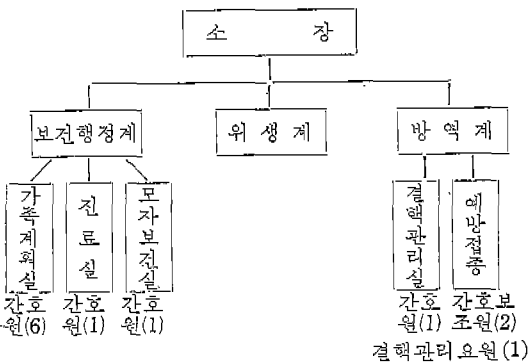 소 장
보건행정계 위생계 방역계
가족계획실 진료실 모자보건실 결핵관리실 예방접종
간호 간호 간호 간호 간호보
원(6) 원(1) 원(1) 원(1) 조원(2)
결핵관리요원(1)